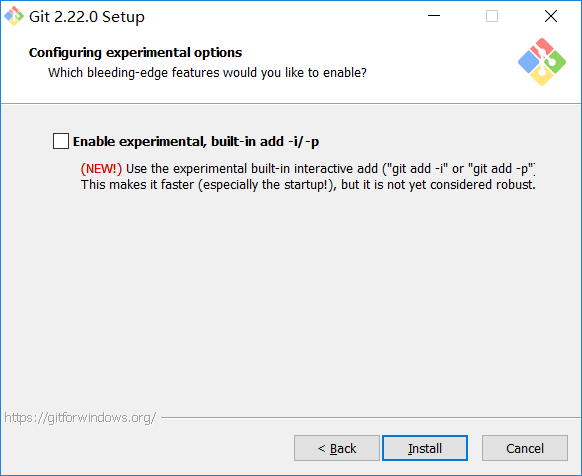 Git 2.22.0 Setup
Configuring experimental options
Which bleeding-edge features would you like to enable?
Enable experimental, built-in add -i/-p
(NEW!) Use the experimental built-in interactive add ("git add -i" or "git add -p")
This makes it faster (especially the startup!), but it is not yet considered robust.
https://gitforwindows.org/
< Back
Install
Cancel